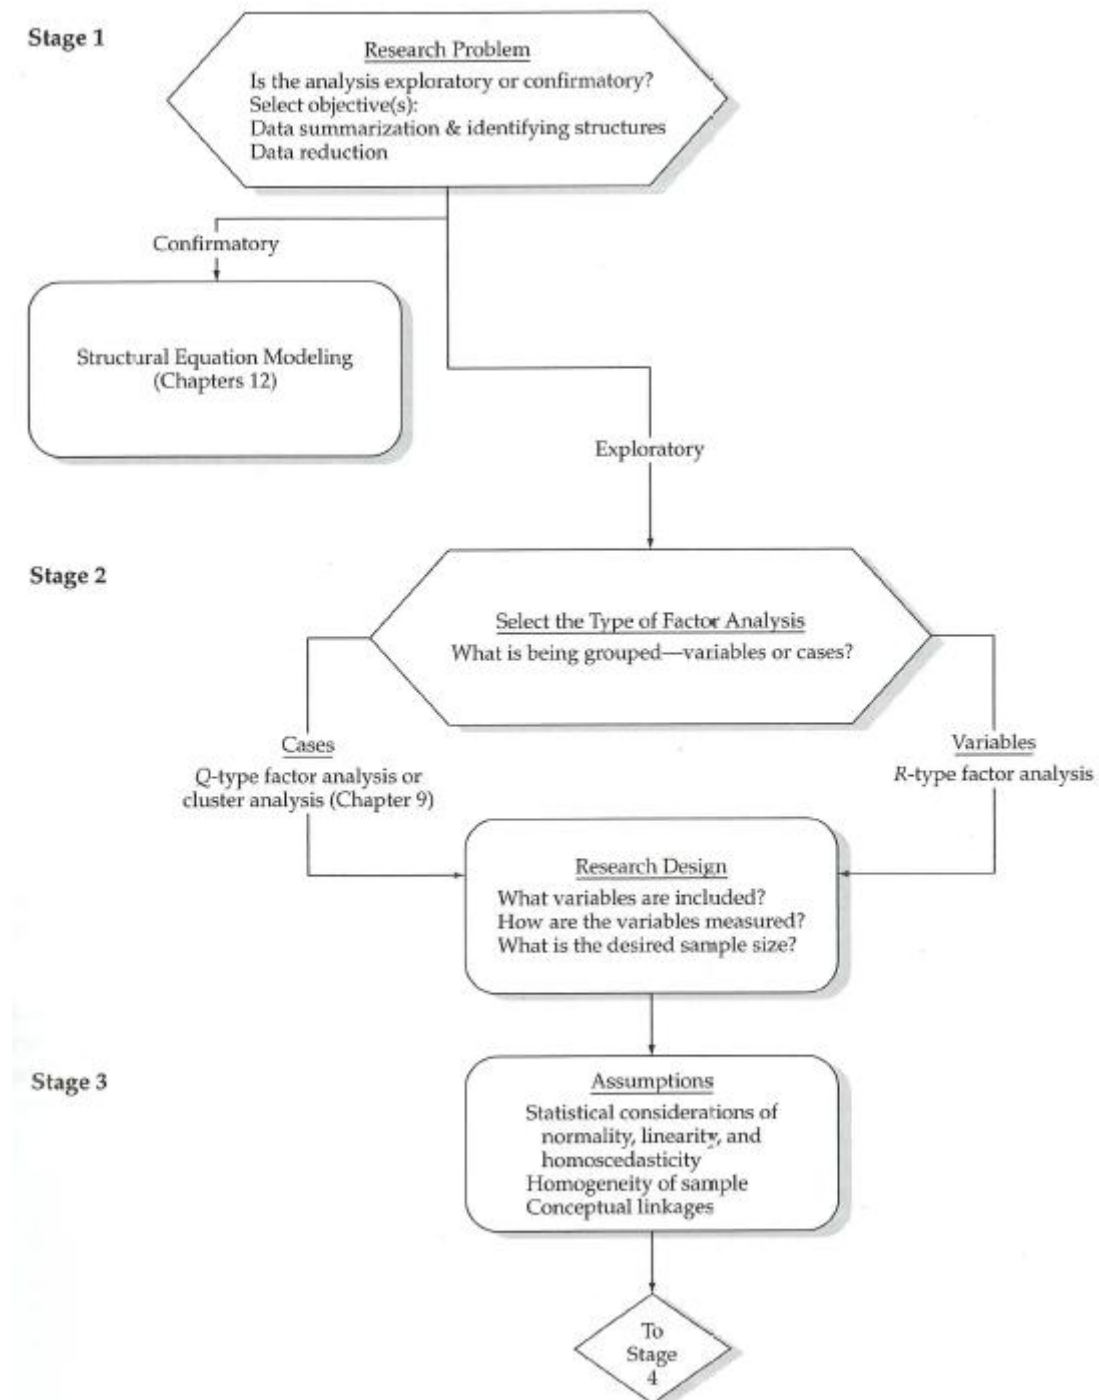 Stage 1
Research Problem
Is the analysis exploratory or confirmatory?
Select objective(s):
Data summarization & identifying structures
Data reduction
Confirmatory
Structural Equation Modeling
(Chapters 12)
Exploratory
Stage 2
Select the Type of Factor Analysis
What is being grouped—variables or cases?
Cases
Q-type factor analysis or
cluster analysis (Chapter 9)
Variables
R-type factor analysis
Research Design
What variables are included?
How are the variables measured?
What is the desired sample size?
Stage 3
Assumptions
Statistical considerations of
normality, linearity, and
homoscedasticity
Homogeneity of sample
Conceptual linkages
To
Stage
4